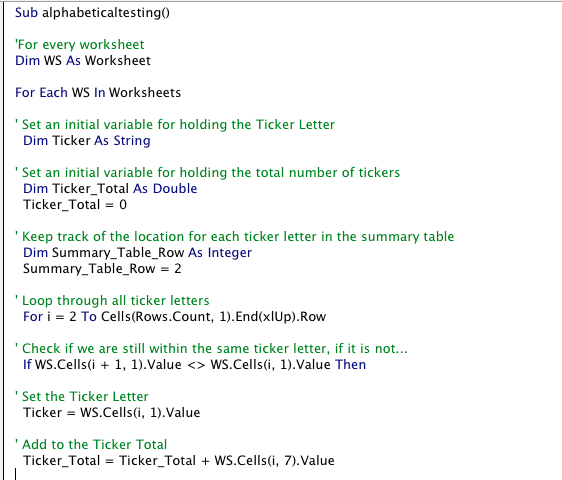 Sub alphabeticaltesting()
'For every worksheet
Dim WS As Worksheet
For Each WS In Worksheets
' Set an initial variable for holding the Ticker Letter
Dim Ticker As String
' Set an initial variable for holding the total number of tickers
Dim Ticker_Total As Double
Ticker_Total = 0
' Keep track of the location for each ticker letter in the summary table
Dim Summary_Table_Row As Integer
Summary_Table_Row = 2
' Loop through all ticker letters
For i = 2 To Cells(Rows.Count, 1).End(xlUp).Row
' Check if we are still within the same ticker letter, if it is not...
If WS.Cells(i + 1, 1).Value <> WS.Cells(i, 1).Value Then
' Set the Ticker Letter
Ticker = WS.Cells(i, 1).Value
' Add to the Ticker Total
Ticker_Total = Ticker_Total + WS.Cells(i, 7).Value